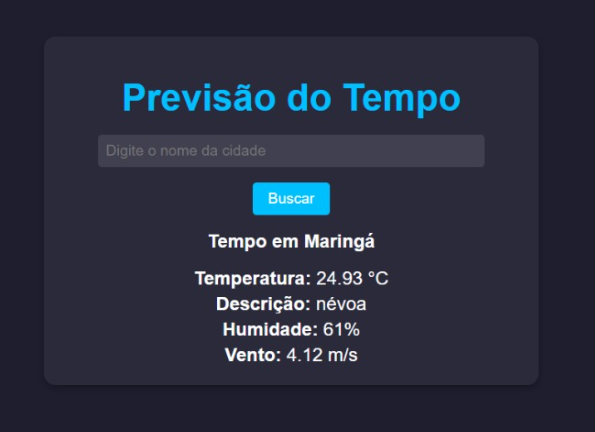 Previsão do Tempo
Digite o nome da cidade
Buscar
Tempo em Maringá
Temperatura: 24.93 °C
Descrição: névoa
Humidade: 61%
Vento: 4.12 m/s